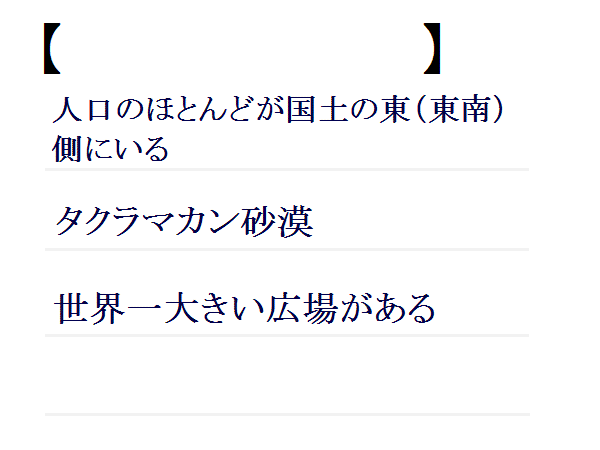 【 】
人口のほとんどが国土の東（東南）
側にいる
タクラマカン砂漠
世界一大きい広場がある